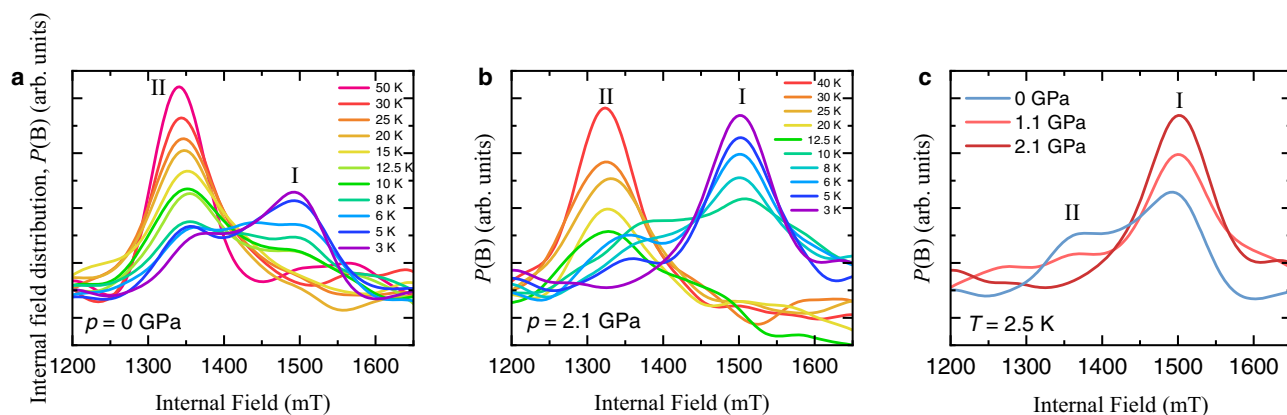 Internal field distribution, P(B) (arb. units)
a
II
I
50 K
30 K
25 K
20 K
15 K
12.5 K
10 K
8 K
6 K
5 K
3 K
p = 0 GPa
1200 1300 1400 1500 1600
Internal Field (mT)
b
P(B) (arb. units)
II
I
40 K
30 K
25 K
20 K
12.5 K
10 K
8 K
6 K
5 K
3 K
p = 2.1 GPa
1200 1300 1400 1500 1600
Internal Field (mT)
c
P(B) (arb. units)
0 GPa
1.1 GPa
2.1 GPa
I
II
T = 2.5 K
1200 1300 1400 1500 1600
Internal Field (mT)